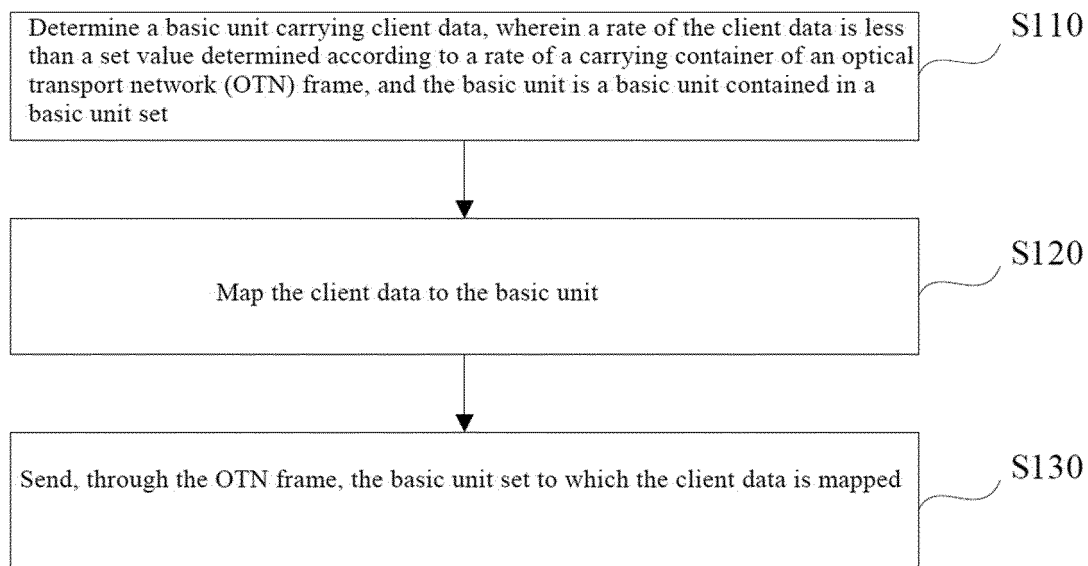 Determine a basic unit carrying client data, wherein a rate of the client data is less
than a set value determined according to a rate of a carrying container of an optical
transport network (OTN) frame, and the basic unit is a basic unit contained in a
basic unit set
S110
Map the client data to the basic unit
S120
Send, through the OTN frame, the basic unit set to which the client data is mapped
S130